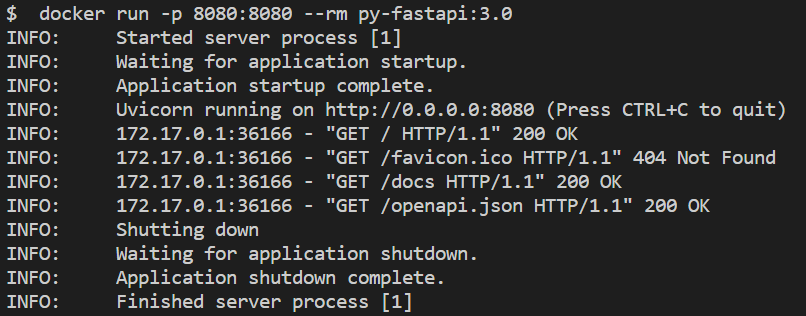 $  docker run -p 8080:8080 --rm py-fastapi:3.0
INFO:     Started server process [1]
INFO:     Waiting for application startup.
INFO:     Application startup complete.
INFO:     Uvicorn running on http://0.0.0.0:8080 (Press CTRL+C to quit)
INFO:     172.17.0.1:36166 - "GET / HTTP/1.1" 200 OK
INFO:     172.17.0.1:36166 - "GET /favicon.ico HTTP/1.1" 404 Not Found
INFO:     172.17.0.1:36166 - "GET /docs HTTP/1.1" 200 OK
INFO:     172.17.0.1:36166 - "GET /openapi.json HTTP/1.1" 200 OK
INFO:     Shutting down
INFO:     Waiting for application shutdown.
INFO:     Application shutdown complete.
INFO:     Finished server process [1]